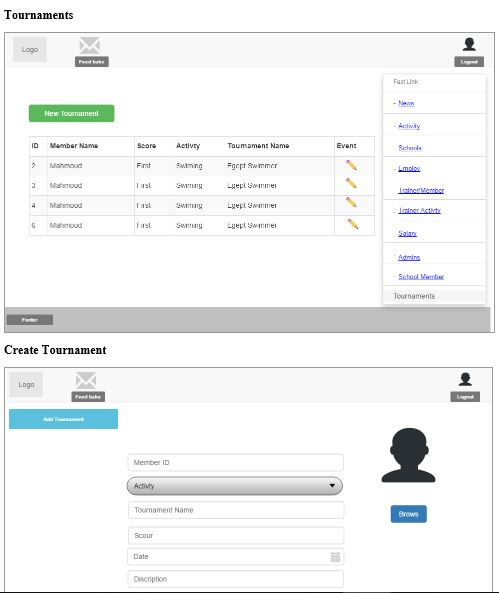 Tournaments
Logo
Feed bake
Logout
Fast Link
- News
New Tournament
- Activity
ID Member Name Score Activty Tournament Name Event
- Schools
2 Mahmoud First Swiming Egept Swimmer
- Employ
3 Mahmoud First Swiming Egept Swimmer
- Trainer/Member
4 Mahmoud First Swiming Egept Swimmer
- Trainer Activty
6 Mahmoud First Swiming Egept Swimmer
- Salary
- Admins
- School Member
Tournaments
Footer
Create Tournament
Logo
Feed bake
Logout
Add Tournament
Member ID
Activty
Tournament Name
Brows
Scour
Date
Discription